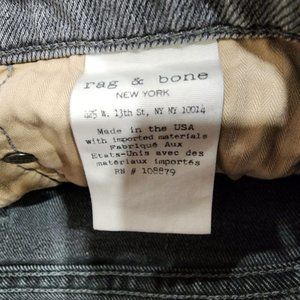 rag & bone
NEW YORK
425 W. 13th St, NY NY 10014
Made in the USA
with imported materials
Fabriqué Aux
Etats-Unis avec des
matériaux importés
RN # 108879